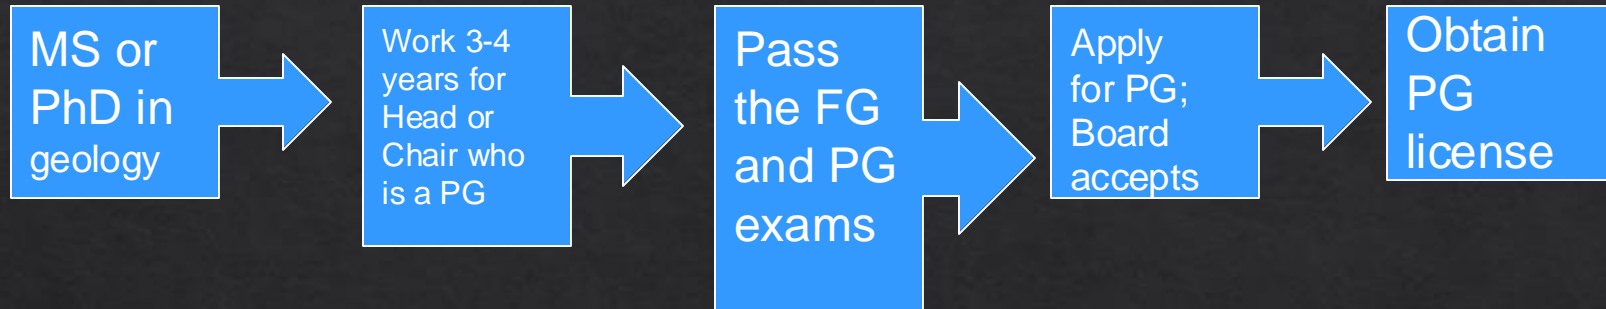 MS or
PhD in
geology
Work 3-4
years for
Head or
Chair who
is a PG
Pass
the FG
and PG
exams
Apply
for PG;
Board
accepts
Obtain
PG
license